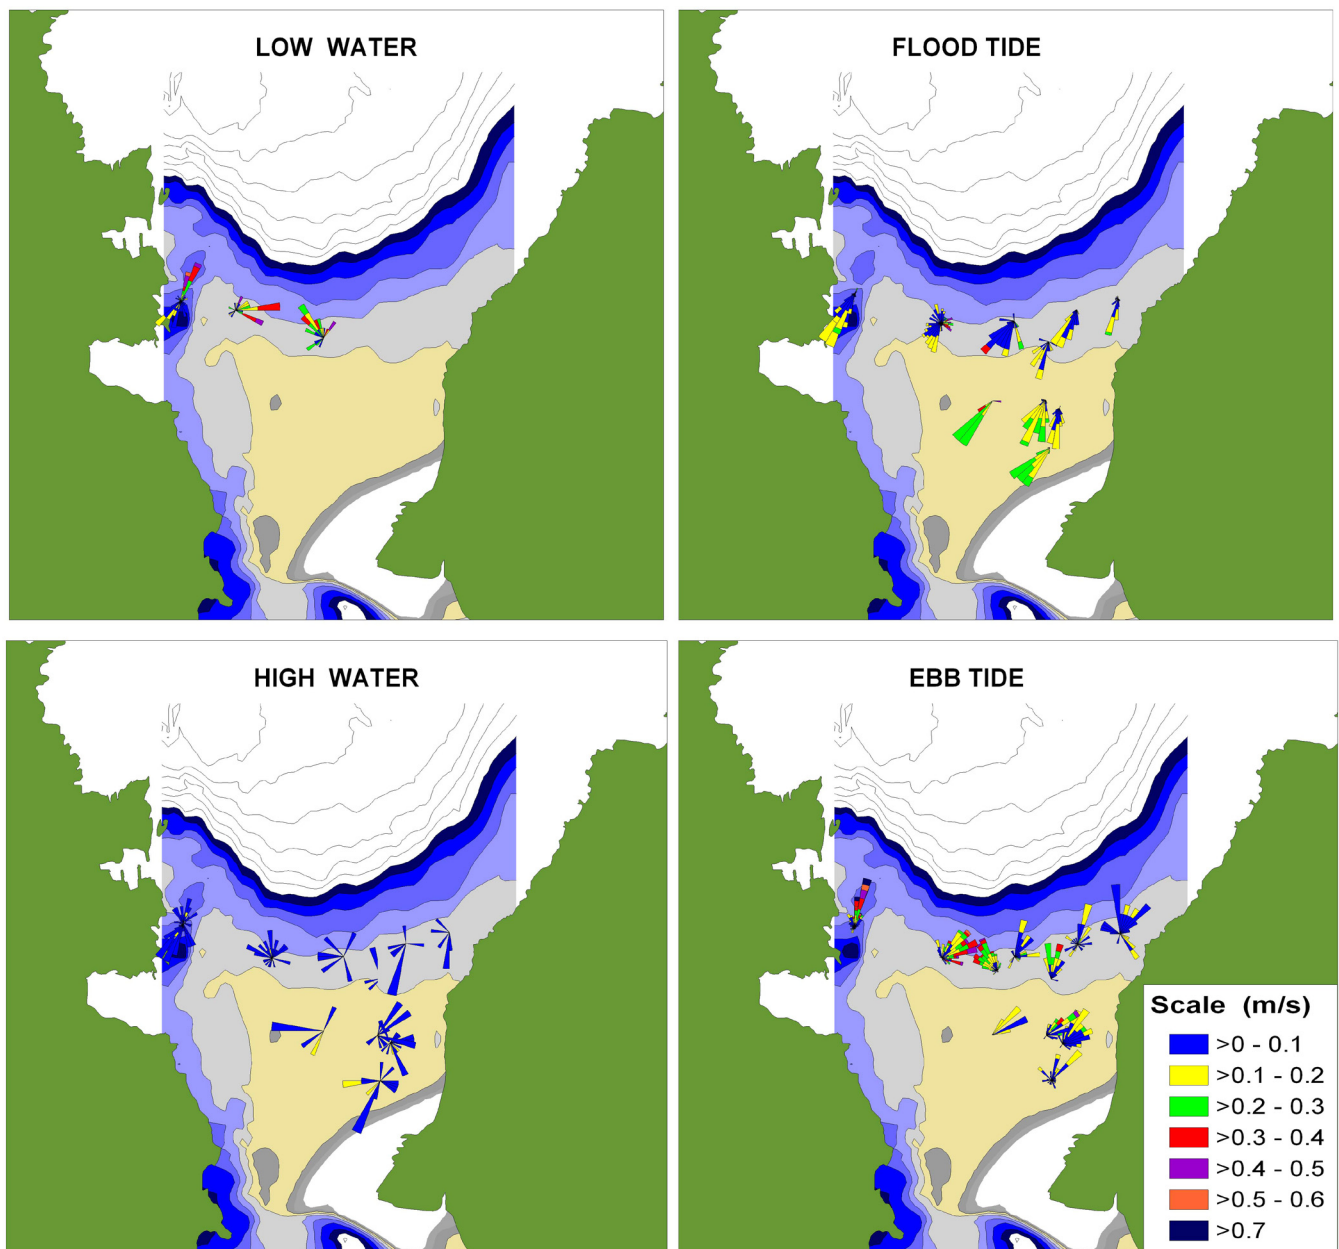 LOW WATER
FLOOD TIDE
HIGH WATER
EBB TIDE
Scale (m/s)
>0 - 0.1
>0.1 - 0.2
>0.2 - 0.3
>0.3 - 0.4
>0.4 - 0.5
>0.5 - 0.6
>0.7